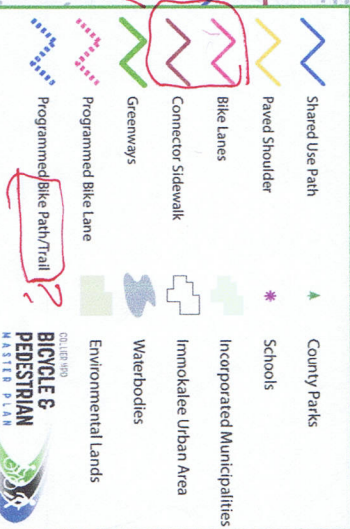 Shared Use Path
Paved Shoulder
Bike Lanes
Connector Sidewalk
Greenways
Programmed Bike Lane
Programmed Bike Path/Trail
?
County Parks
Schools
Incorporated Municipalities
Immokalee Urban Area
Waterbodies
Environmental Lands
COLLIER MPO
BICYCLE &
PEDESTRIAN
MASTER PLAN